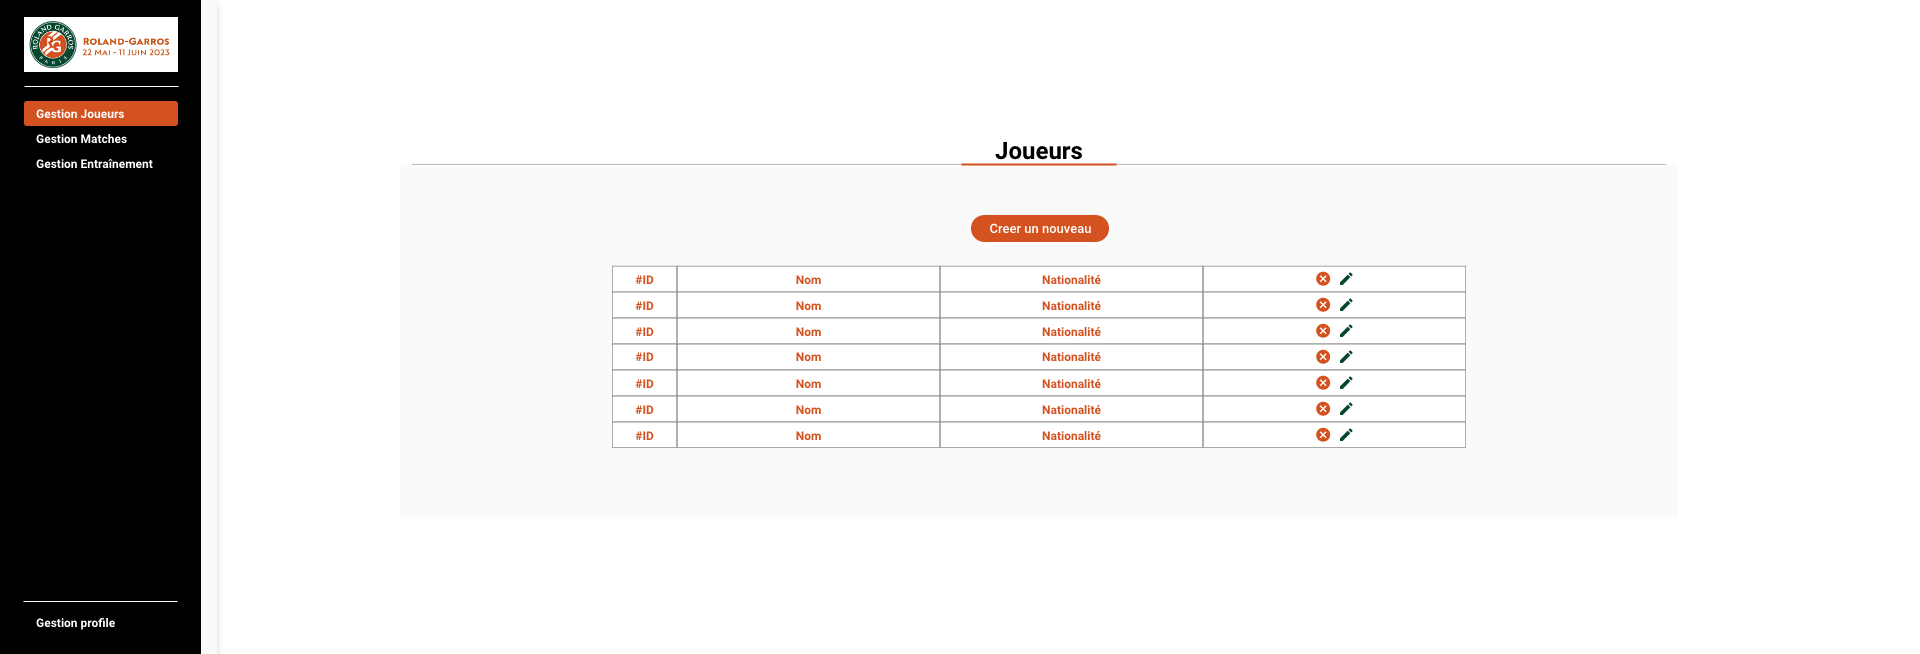 ROLAND GARROS
PARIS
ROLAND-GARROS
22 MAI - 11 JUIN 2023
Gestion Joueurs
Gestion Matches
Gestion Entraînement
Gestion profile
Joueurs
Creer un nouveau
#ID Nom Nationalité
#ID Nom Nationalité
#ID Nom Nationalité
#ID Nom Nationalité
#ID Nom Nationalité
#ID Nom Nationalité
#ID Nom Nationalité